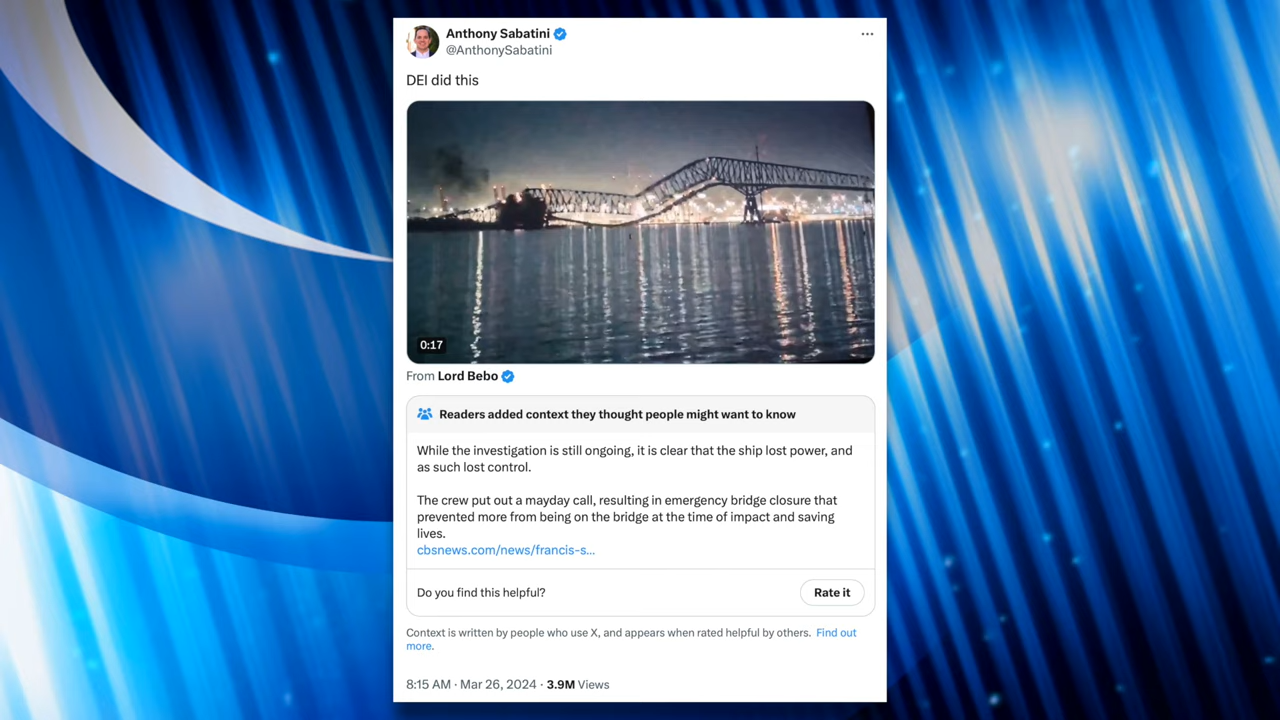 Anthony Sabatini
@AnthonySabatini
DEI did this
0:17
From Lord Bebo
Readers added context they thought people might want to know
While the investigation is still ongoing, it is clear that the ship lost power, and
as such lost control.
The crew put out a mayday call, resulting in emergency bridge closure that
prevented more from being on the bridge at the time of impact and saving
lives.
cbsnews.com/news/francis-s...
Do you find this helpful?
Rate it
Context is written by people who use X, and appears when rated helpful by others. Find out
more.
8:15 AM · Mar 26, 2024 · 3.9M Views